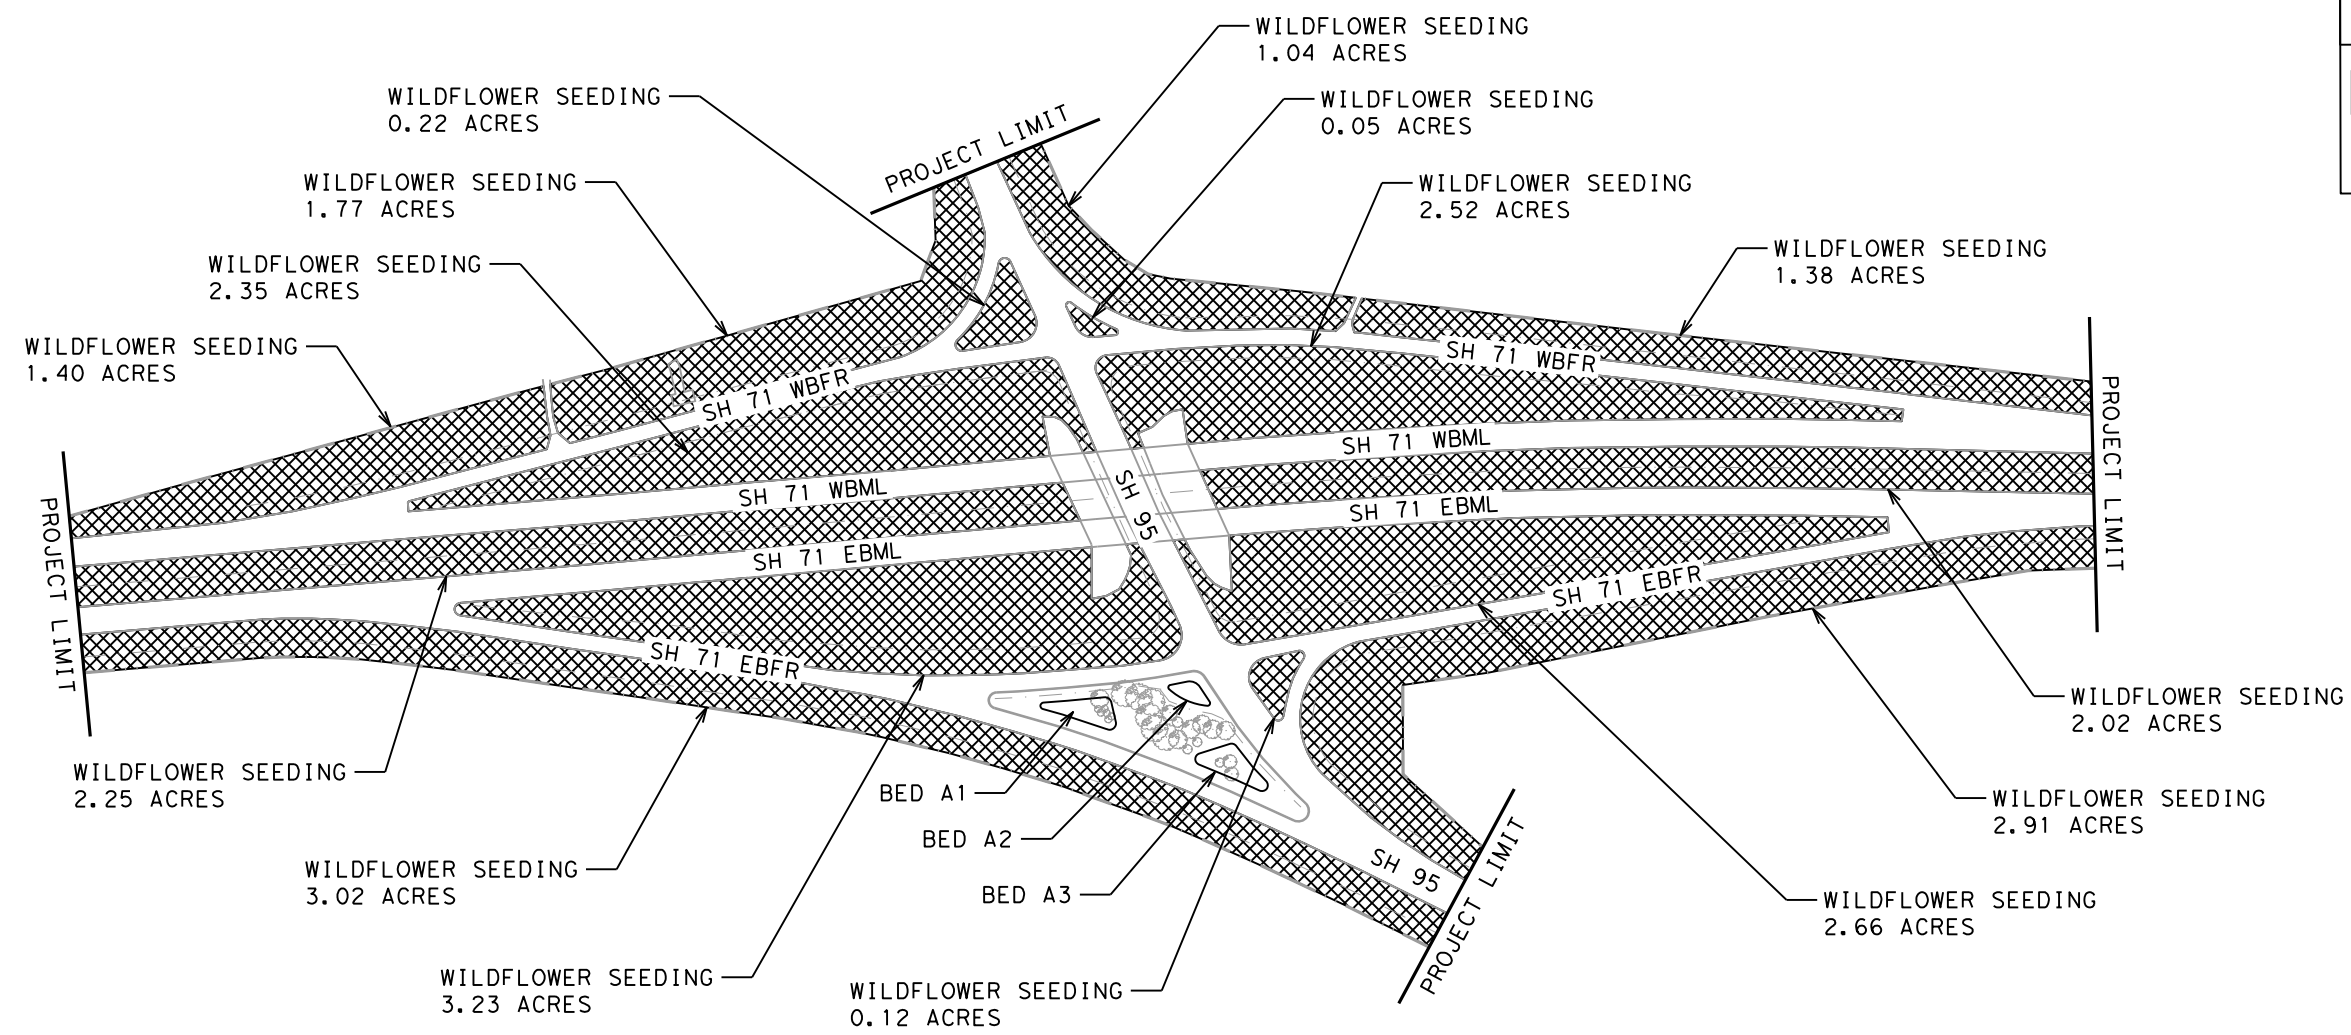 WILDFLOWER SEEDING
1.04 ACRES
WILDFLOWER SEEDING
0.22 ACRES
WILDFLOWER SEEDING
0.05 ACRES
PROJECT LIMIT
WILDFLOWER SEEDING
1.77 ACRES
WILDFLOWER SEEDING
2.52 ACRES
WILDFLOWER SEEDING
2.35 ACRES
WILDFLOWER SEEDING
1.38 ACRES
WILDFLOWER SEEDING
1.40 ACRES
SH 71 WBFR
SH 71 WBFR
SH 71 WBML
SH 71 WBML
SH 95
SH 71 EBML
SH 71 EBML
PROJECT LIMIT
PROJECT LIMIT
SH 71 EBFR
SH 71 EBFR
WILDFLOWER SEEDING
2.02 ACRES
WILDFLOWER SEEDING
2.25 ACRES
BED A1
WILDFLOWER SEEDING
2.91 ACRES
BED A2
WILDFLOWER SEEDING
3.02 ACRES
BED A3
SH 95
PROJECT LIMIT
WILDFLOWER SEEDING
2.66 ACRES
WILDFLOWER SEEDING
3.23 ACRES
WILDFLOWER SEEDING
0.12 ACRES